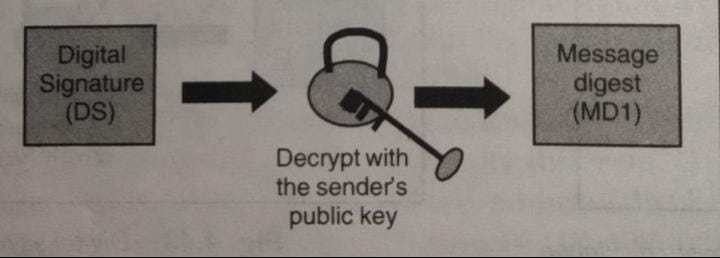 Digital
Signature
(DS)
Decrypt with
the sender's
public key
Message
digest
(MD1)